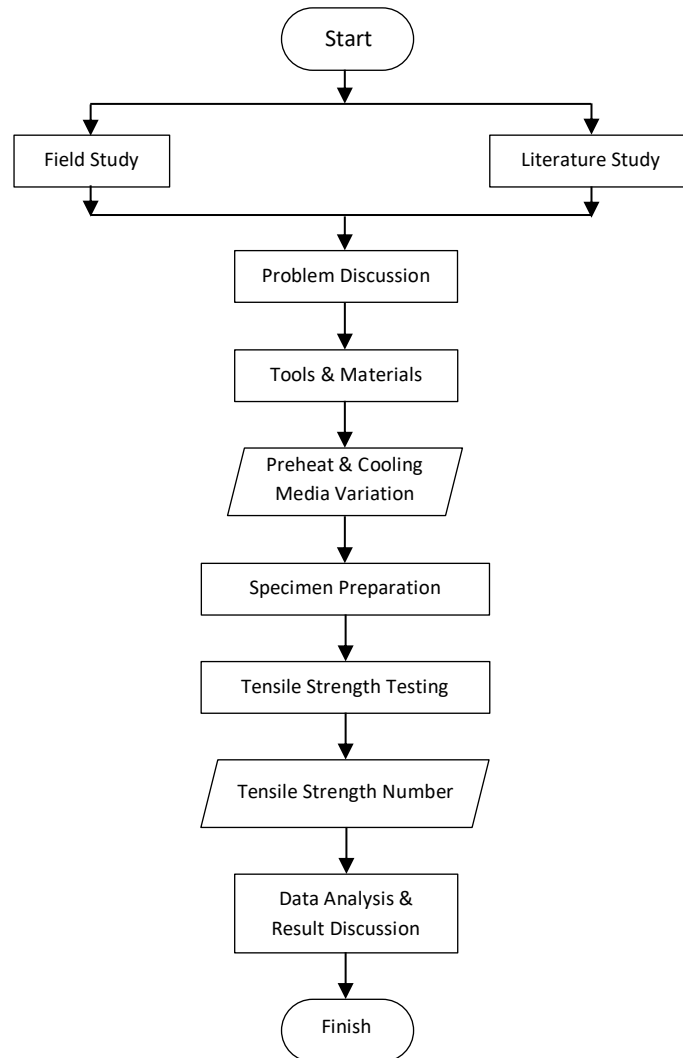 Start
Field Study
Literature Study
Problem Discussion
Tools & Materials
Preheat & Cooling
Media Variation
Specimen Preparation
Tensile Strength Testing
Tensile Strength Number
Data Analysis &
Result Discussion
Finish